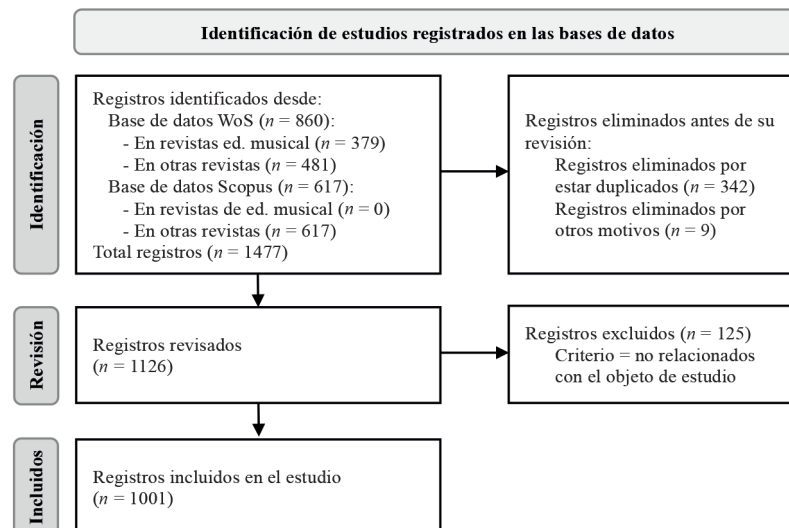 Identificación de estudios registrados en las bases de datos
Identificación
Registros identificados desde:
Base de datos WoS (n = 860):
- En revistas ed. musical (n = 379)
- En otras revistas (n = 481)
Base de datos Scopus (n = 617):
- En revistas de ed. musical (n = 0)
- En otras revistas (n = 617)
Total registros (n = 1477)
Registros eliminados antes de su
revisión:
Registros eliminados por
estar duplicados (n = 342)
Registros eliminados por
otros motivos (n = 9)
Revisión
Registros revisados
(n = 1126)
Registros excluidos (n = 125)
Criterio = no relacionados
con el objeto de estudio
Incluidos
Registros incluidos en el estudio
(n = 1001)